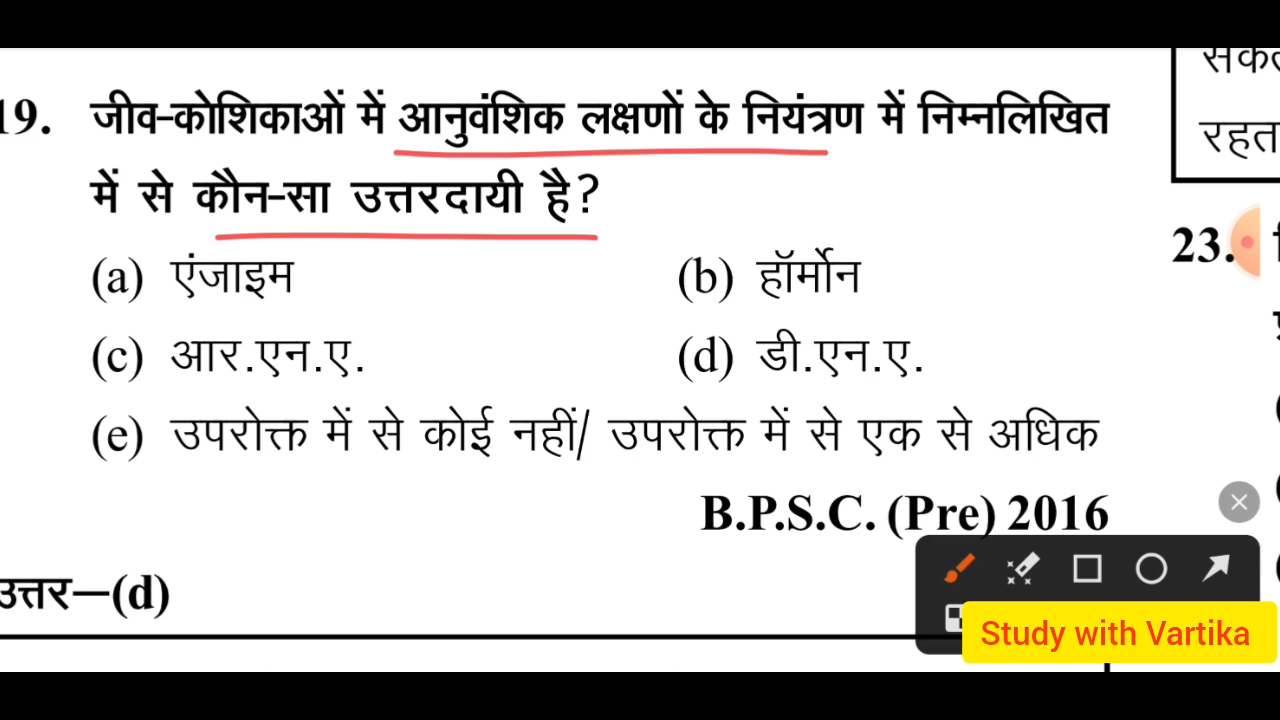 19. जीव-कोशिकाओं में आनुवंशिक लक्षणों के नियंत्रण में निम्नलिखित
में से कौन-सा उत्तरदायी है?
(a) एंजाइम (b) हॉर्मोन
(c) आर.एन.ए. (d) डी.एन.ए.
(e) उपरोक्त में से कोई नहीं/ उपरोक्त में से एक से अधिक
B.P.S.C. (Pre) 2016
उत्तर—(d)
रहत
23.
Study with Vartika